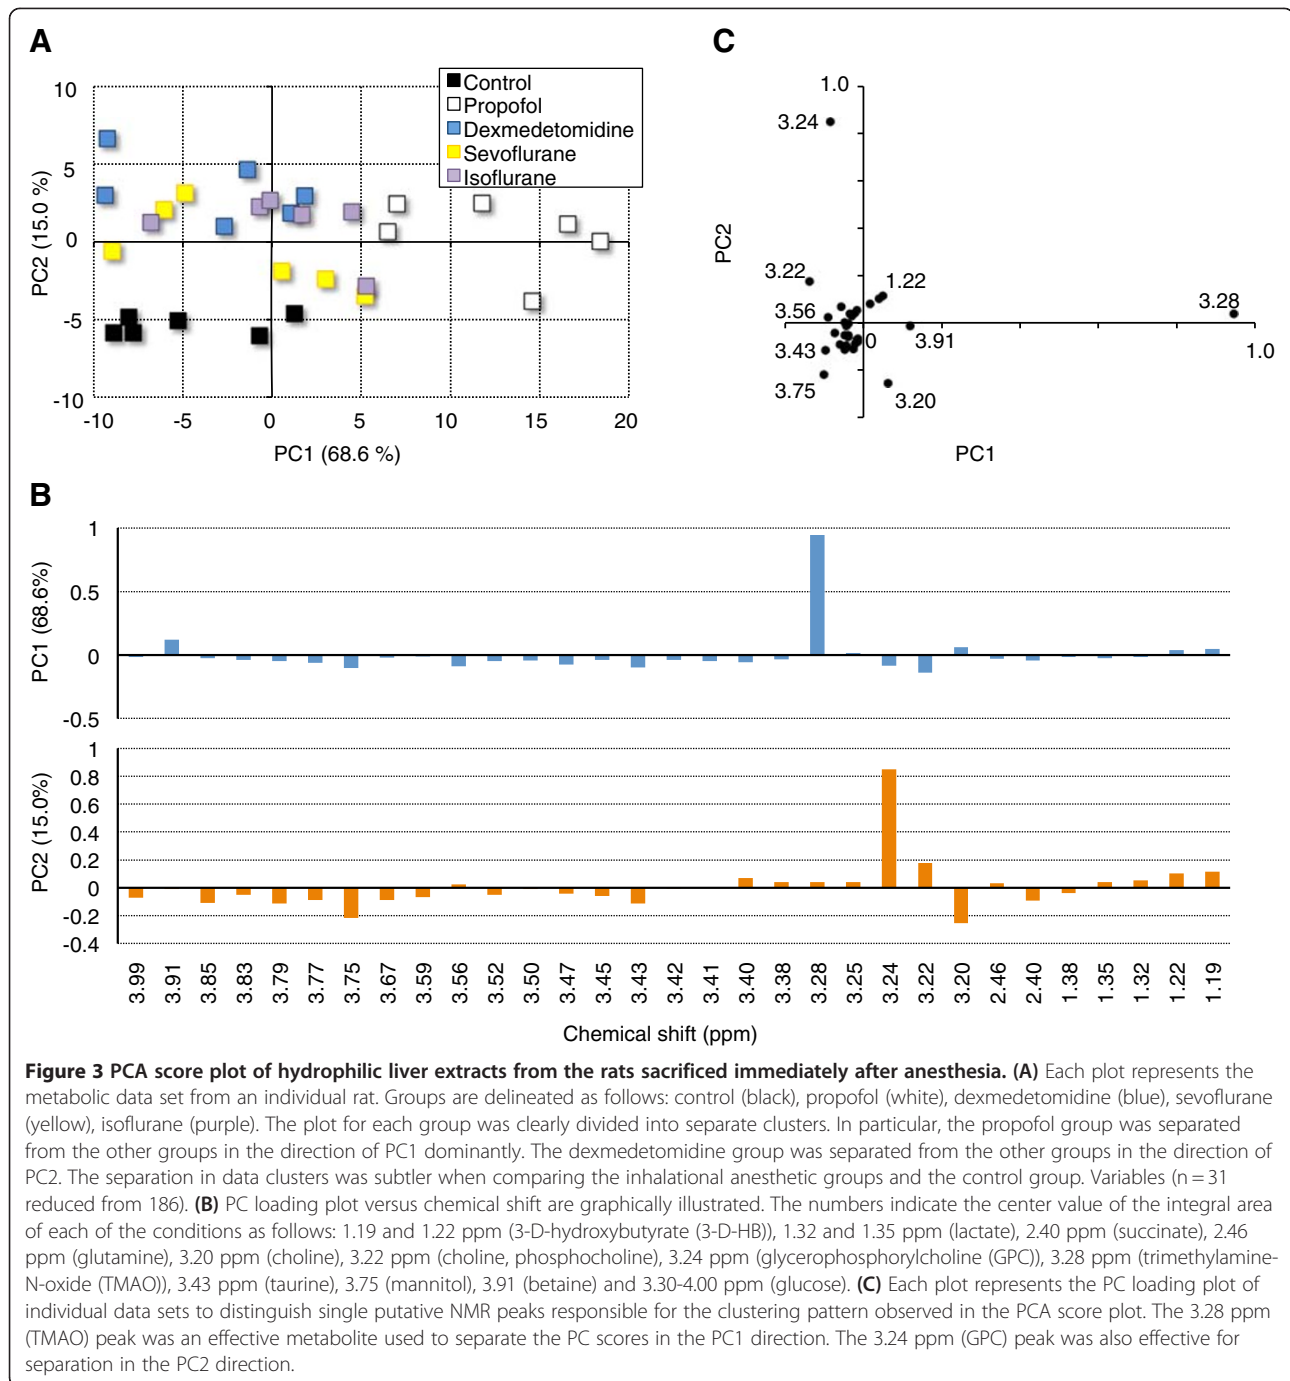 A
10
5
0
-5
-10
-10 -5 0 5 10 15 20
PC2 (15.0 %)
PC1 (68.6 %)
Control
Propofol
Dexmedetomidine
Sevoflurane
Isoflurane
C
1.0
3.24
PC2
3.22
1.22
3.56
3.28
0
3.91
3.43
1.0
3.75
3.20
PC1
B
1
0.5
0
-0.5
PC1 (68.6%)
1
0.8
0.6
0.4
0.2
0
-0.2
-0.4
PC2 (15.0%)
3.99 3.91 3.85 3.83 3.79 3.77 3.75 3.67 3.59 3.56 3.52 3.50 3.47 3.45 3.43 3.42 3.41 3.40 3.38 3.28 3.25 3.24 3.22 3.20 2.46 2.40 1.38 1.35 1.32 1.22 1.19
Chemical shift (ppm)
Figure 3 PCA score plot of hydrophilic liver extracts from the rats sacrificed immediately after anesthesia. (A) Each plot represents the
metabolic data set from an individual rat. Groups are delineated as follows: control (black), propofol (white), dexmedetomidine (blue), sevoflurane
(yellow), isoflurane (purple). The plot for each group was clearly divided into separate clusters. In particular, the propofol group was separated
from the other groups in the direction of PC1 dominantly. The dexmedetomidine group was separated from the other groups in the direction of
PC2. The separation in data clusters was subtler when comparing the inhalational anesthetic groups and the control group. Variables (n = 31
reduced from 186). (B) PC loading plot versus chemical shift are graphically illustrated. The numbers indicate the center value of the integral area
of each of the conditions as follows: 1.19 and 1.22 ppm (3-D-hydroxybutyrate (3-D-HB)), 1.32 and 1.35 ppm (lactate), 2.40 ppm (succinate), 2.46
ppm (glutamine), 3.20 ppm (choline), 3.22 ppm (choline, phosphocholine), 3.24 ppm (glycerophosphorylcholine (GPC)), 3.28 ppm (trimethylamine-
N-oxide (TMAO)), 3.43 ppm (taurine), 3.75 (mannitol), 3.91 (betaine) and 3.30-4.00 ppm (glucose). (C) Each plot represents the PC loading plot of
individual data sets to distinguish single putative NMR peaks responsible for the clustering pattern observed in the PCA score plot. The 3.28 ppm
(TMAO) peak was an effective metabolite used to separate the PC scores in the PC1 direction. The 3.24 ppm (GPC) peak was also effective for
separation in the PC2 direction.